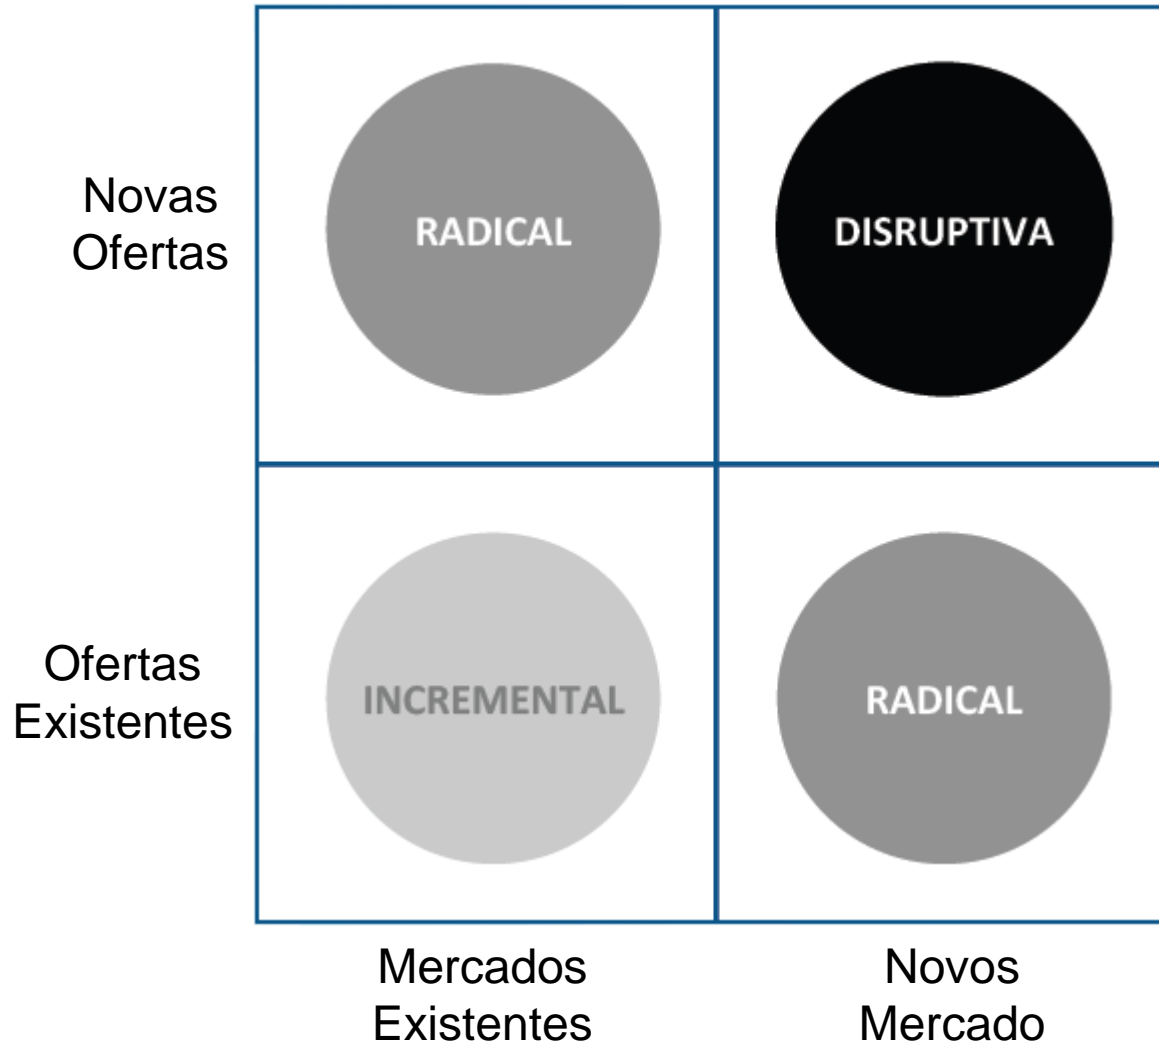 Novas
Ofertas
RADICAL
DISRUPTIVA
Ofertas
Existentes
INCREMENTAL
RADICAL
Mercados
Existentes
Novos
Mercado